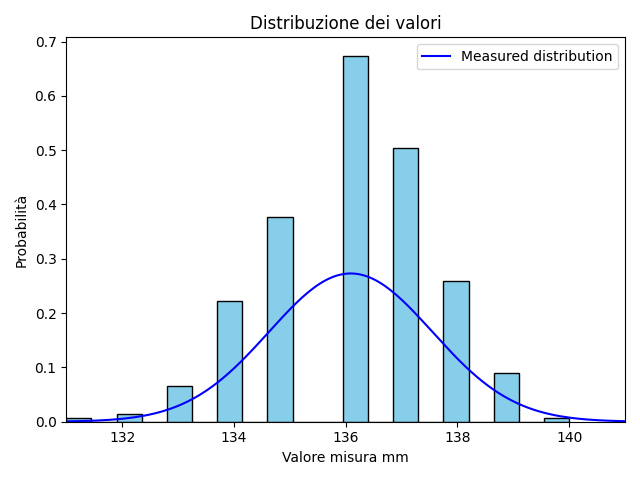 Distribuzione dei valori
Measured distribution
0.7
0.6
0.5
0.4
0.3
0.2
0.1
0.0
Probabilità
132 134 136 138 140
Valore misura mm